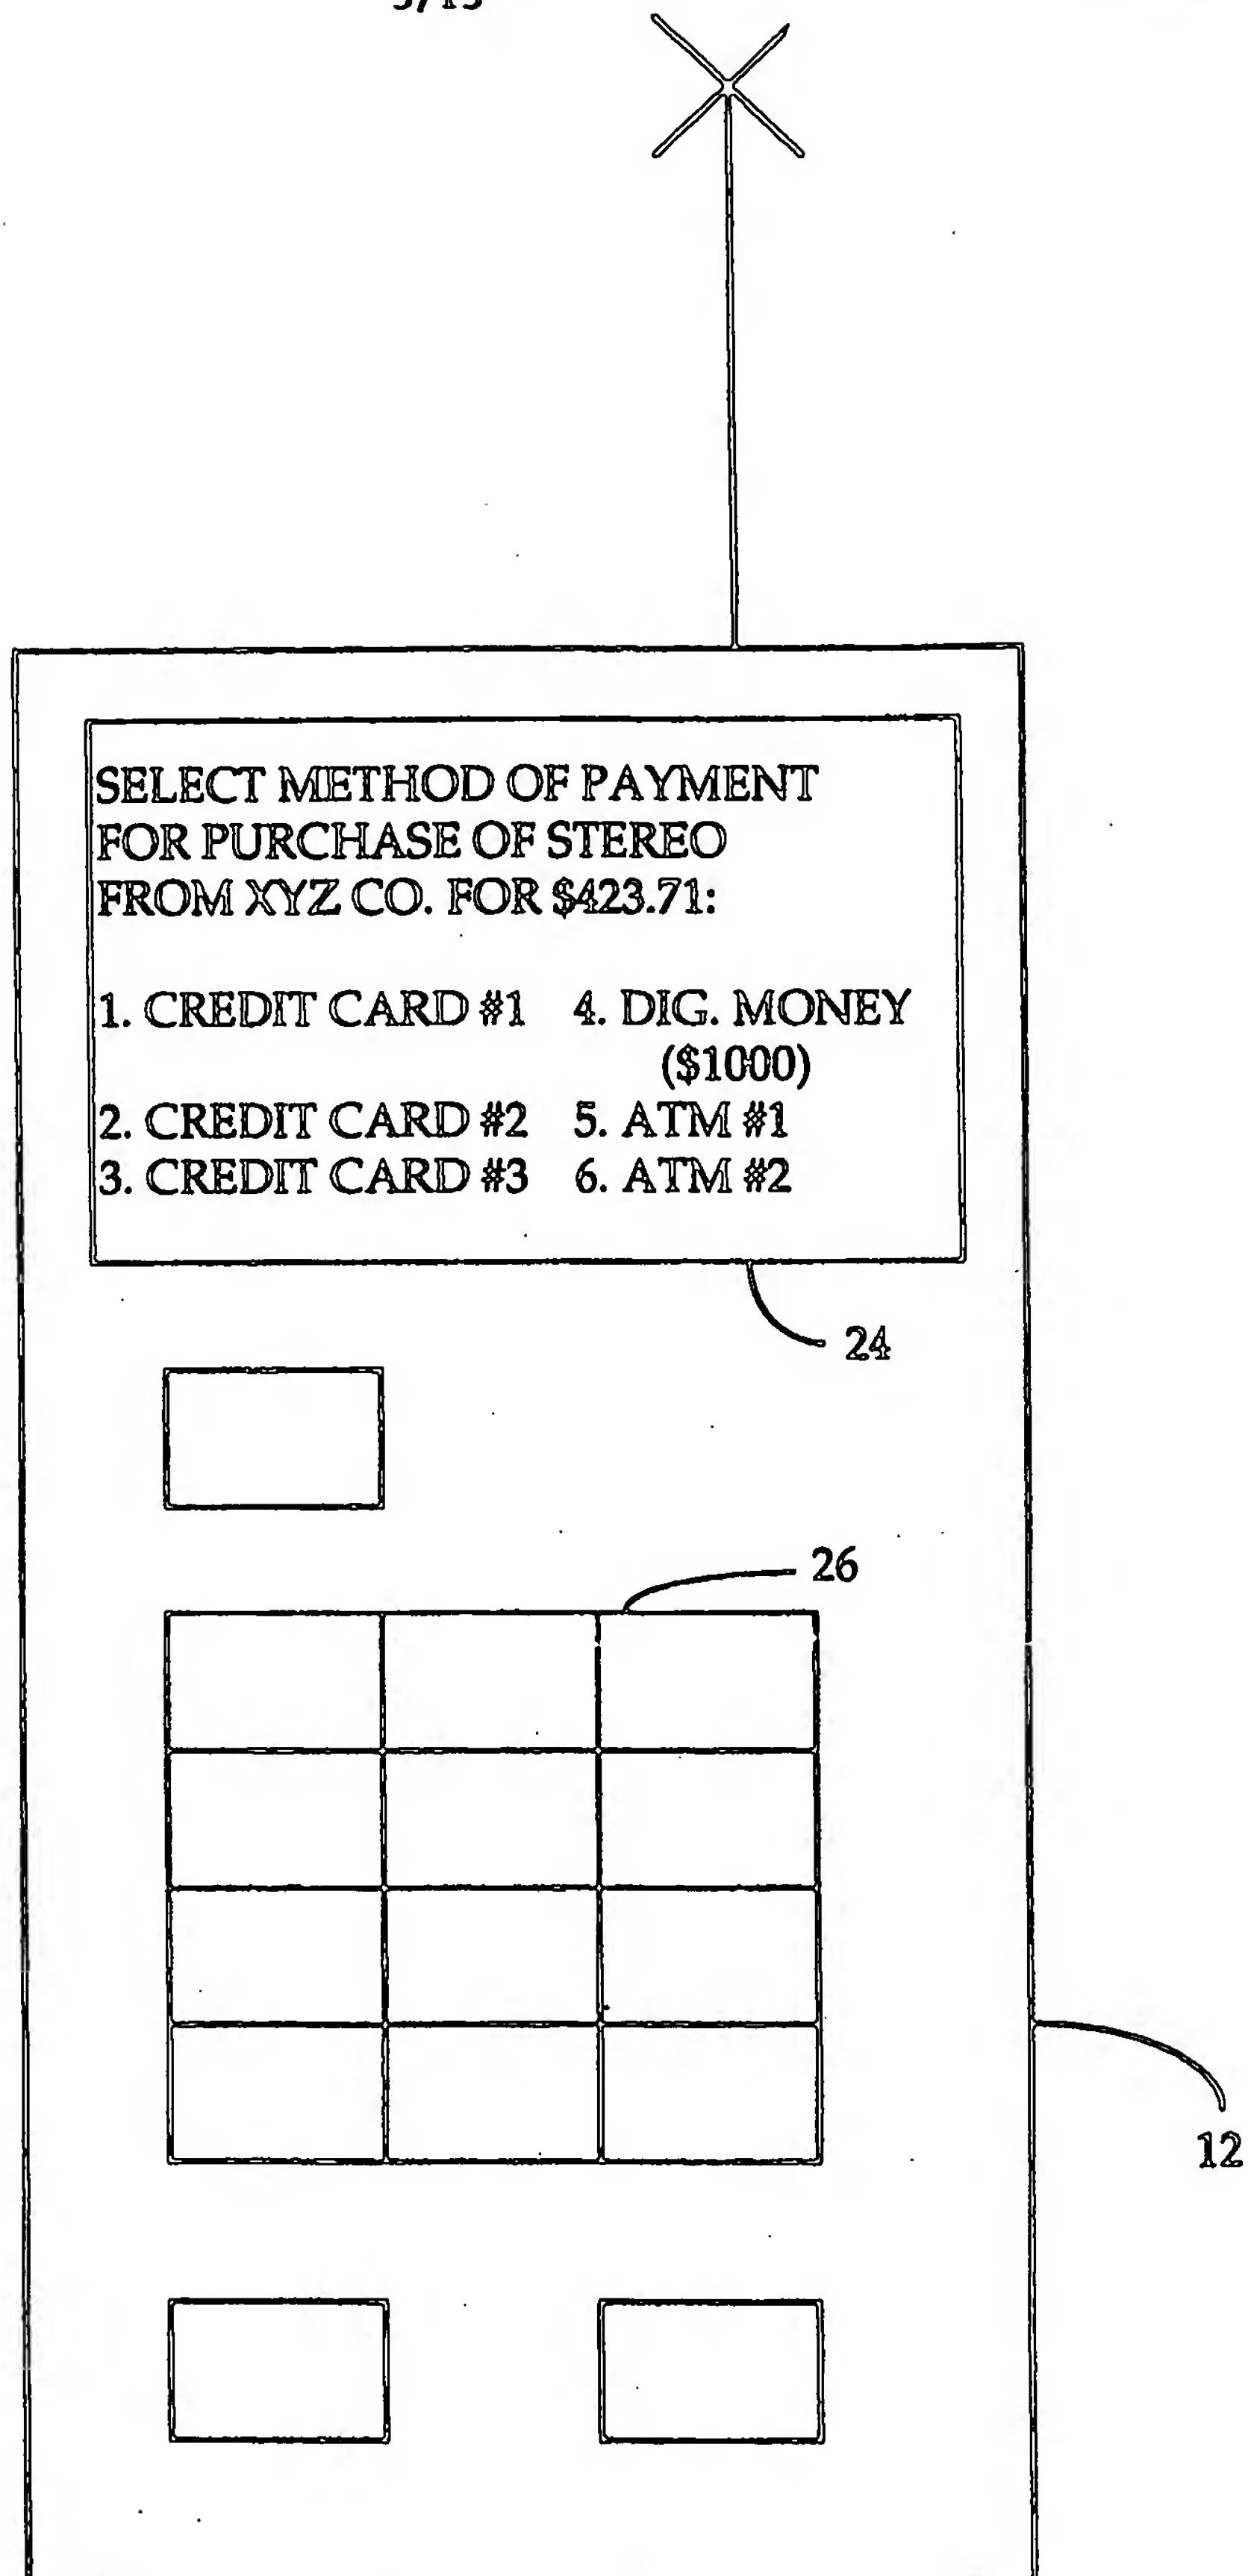 SELECT METHOD OF PAYMENT
FOR PURCHASE OF STEREO
FROM XYZ CO. FOR $423.71:
1. CREDIT CARD #1 4. DIG. MONEY
($1000)
2. CREDIT CARD #2 5. ATM #1
3. CREDIT CARD #3 6. ATM #2
24
26
12